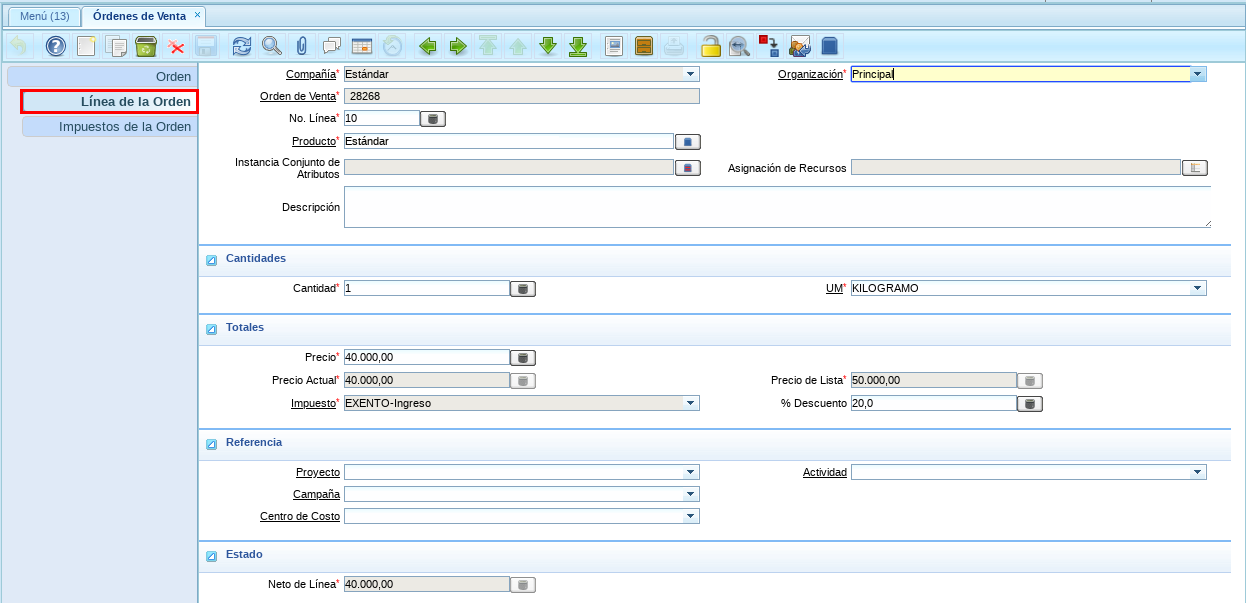 Menú (13) Órdenes de Venta ×
Orden
Línea de la Orden
Impuestos de la Orden
Compañía* Estándar Organización* Principal
Orden de Venta* 28268
No. Línea* 10
Producto* Estándar
Instancia Conjunto de
Atributos Asignación de Recursos
Descripción
Cantidades
Cantidad* 1 UM* KILOGRAMO
Totales
Precio* 40.000,00
Precio Actual* 40.000,00 Precio de Lista* 50.000,00
Impuesto* EXENTO-Ingreso % Descuento 20,0
Referencia
Proyecto Actividad
Campaña
Centro de Costo
Estado
Neto de Línea* 40.000,00